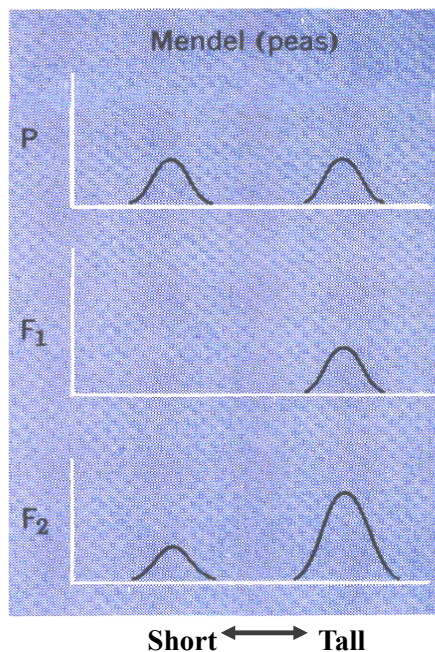 Mendel (peas)
P
F₁
F₂
Short Tall